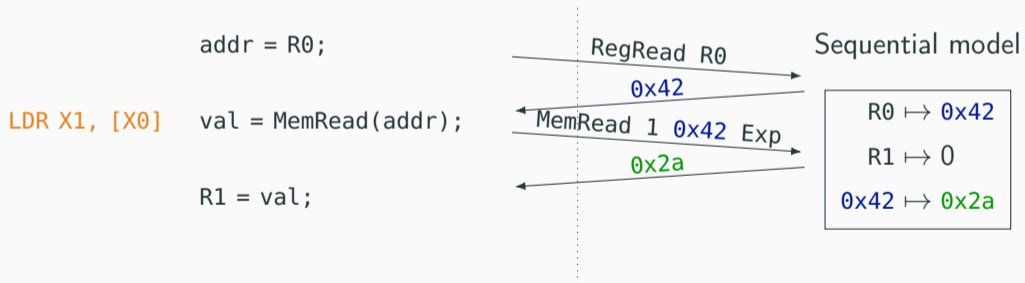 addr = R0;
RegRead R0
Sequential model
0x42
R0 ↦ 0x42
LDR X1, [X0]
val = MemRead(addr);
MemRead 1 0x42 Exp
R1 ↦ 0
0x2a
R1 = val;
0x42 ↦ 0x2a